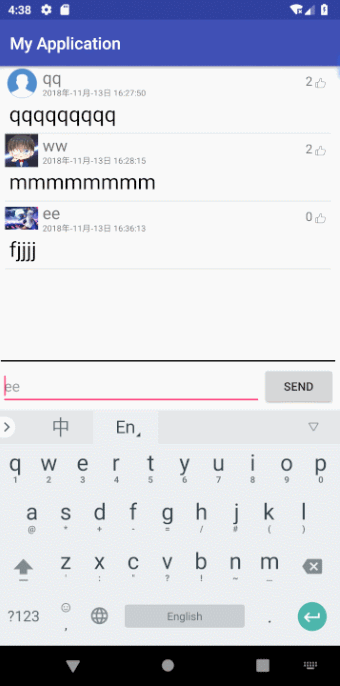 4:38
My Application
qq
2
2018年-11月-13日 16:27:50
qqqqqqqqq
ww
2
2018年-11月-13日 16:28:15
mmmmmmmm
ee
0
2018年-11月-13日 16:36:13
fjjjj
ee
SEND
中 En
q w e r t y u i o p
1 2 3 4 5 6 7 8 9 0
a s d f g h j k l
@ * + - = / # ( )
z x c v b n m
' : " ? ! ~ _
?123 , English .